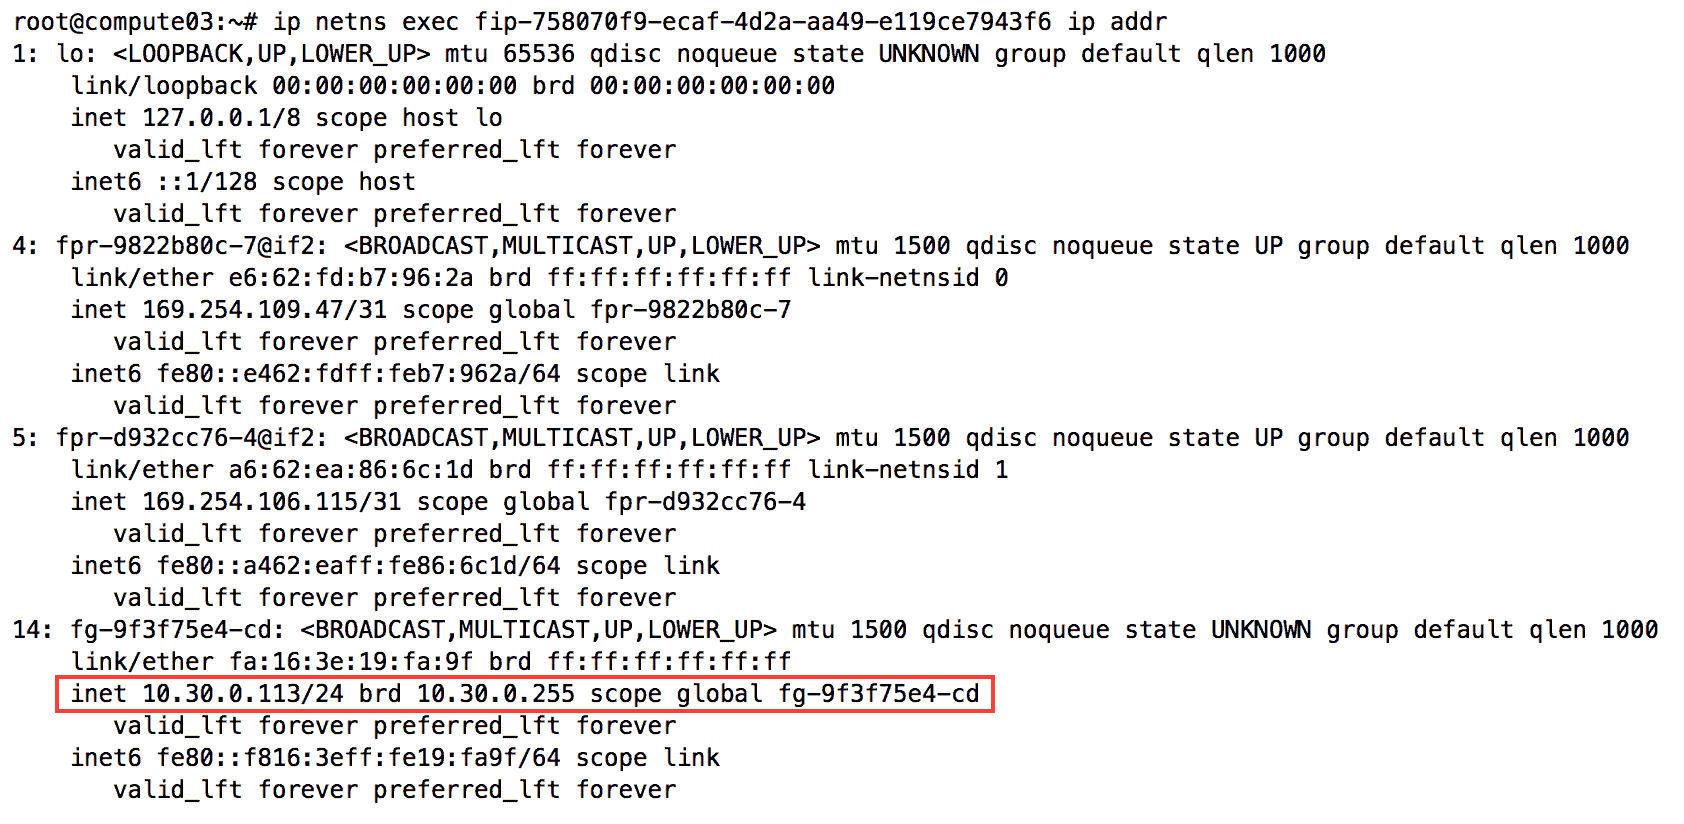 root@compute03:~# ip netns exec fip-758070f9-ecaf-4d2a-aa49-e119ce7943f6 ip addr
1: lo: <LOOPBACK,UP,LOWER_UP> mtu 65536 qdisc noqueue state UNKNOWN group default qlen 1000
    link/loopback 00:00:00:00:00:00 brd 00:00:00:00:00:00
    inet 127.0.0.1/8 scope host lo
       valid_lft forever preferred_lft forever
    inet6 ::1/128 scope host
       valid_lft forever preferred_lft forever
4: fpr-9822b80c-7@if2: <BROADCAST,MULTICAST,UP,LOWER_UP> mtu 1500 qdisc noqueue state UP group default qlen 1000
    link/ether e6:62:fd:b7:96:2a brd ff:ff:ff:ff:ff:ff link-netnsid 0
    inet 169.254.109.47/31 scope global fpr-9822b80c-7
       valid_lft forever preferred_lft forever
    inet6 fe80::e462:fdff:feb7:962a/64 scope link
       valid_lft forever preferred_lft forever
5: fpr-d932cc76-4@if2: <BROADCAST,MULTICAST,UP,LOWER_UP> mtu 1500 qdisc noqueue state UP group default qlen 1000
    link/ether a6:62:ea:86:6c:1d brd ff:ff:ff:ff:ff:ff link-netnsid 1
    inet 169.254.106.115/31 scope global fpr-d932cc76-4
       valid_lft forever preferred_lft forever
    inet6 fe80::a462:eaff:fe86:6c1d/64 scope link
       valid_lft forever preferred_lft forever
14: fg-9f3f75e4-cd: <BROADCAST,MULTICAST,UP,LOWER_UP> mtu 1500 qdisc noqueue state UNKNOWN group default qlen 1000
    link/ether fa:16:3e:19:fa:9f brd ff:ff:ff:ff:ff:ff
    inet 10.30.0.113/24 brd 10.30.0.255 scope global fg-9f3f75e4-cd
       valid_lft forever preferred_lft forever
    inet6 fe80::f816:3eff:fe19:fa9f/64 scope link
       valid_lft forever preferred_lft forever